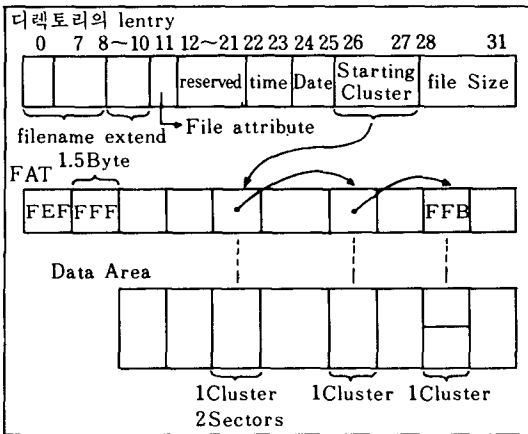 디렉토리의 lentry
0 7 8~10 11 12~21 22 23 24 25 26 27 28 31
reserved time Date Starting Cluster file Size
filename extend File attribute
1.5Byte
FAT
FEF FFF FFB
Data Area
1Cluster 1Cluster 1Cluster
2Sectors